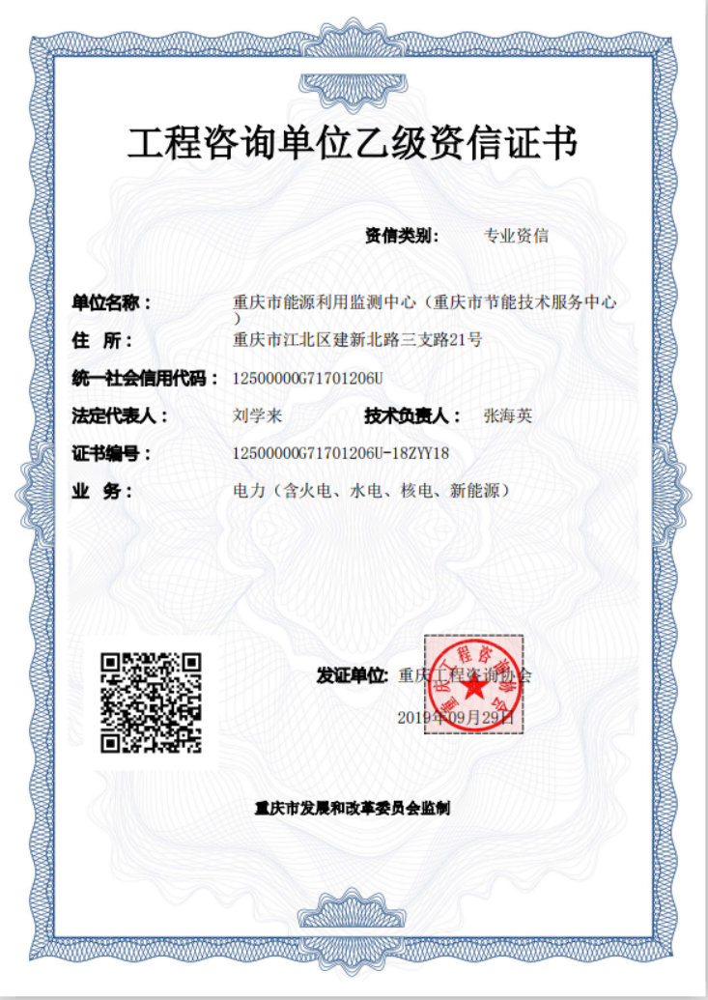 工程咨询单位乙级资信证书
资信类别： 专业资信
单位名称： 重庆市能源利用监测中心（重庆市节能技术服务中心
）
住 所： 重庆市江北区建新北路三支路21号
统一社会信用代码： 12500000G71701206U
法定代表人： 刘学来 技术负责人： 张海英
证书编号： 12500000G71701206U-18ZYY18
业 务： 电力（含火电、水电、核电、新能源）
发证单位: 重庆工程咨询协会
重庆工程咨询协会
2019年09月29日
重庆市发展和改革委员会监制